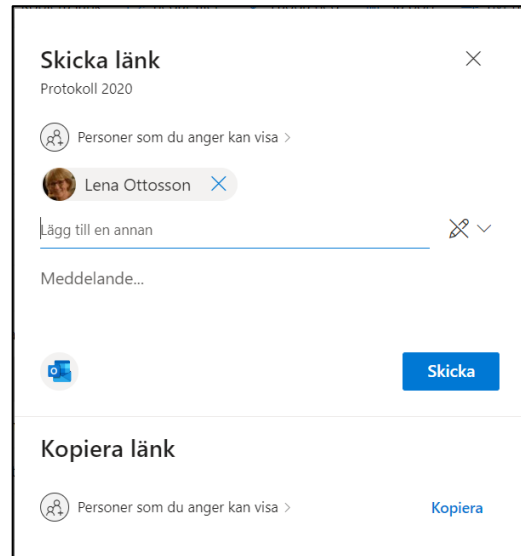 Skicka länk
Protokoll 2020
Personer som du anger kan visa
Lena Ottosson
Lägg till en annan
Meddelande...
Skicka
Kopiera länk
Personer som du anger kan visa
Kopiera